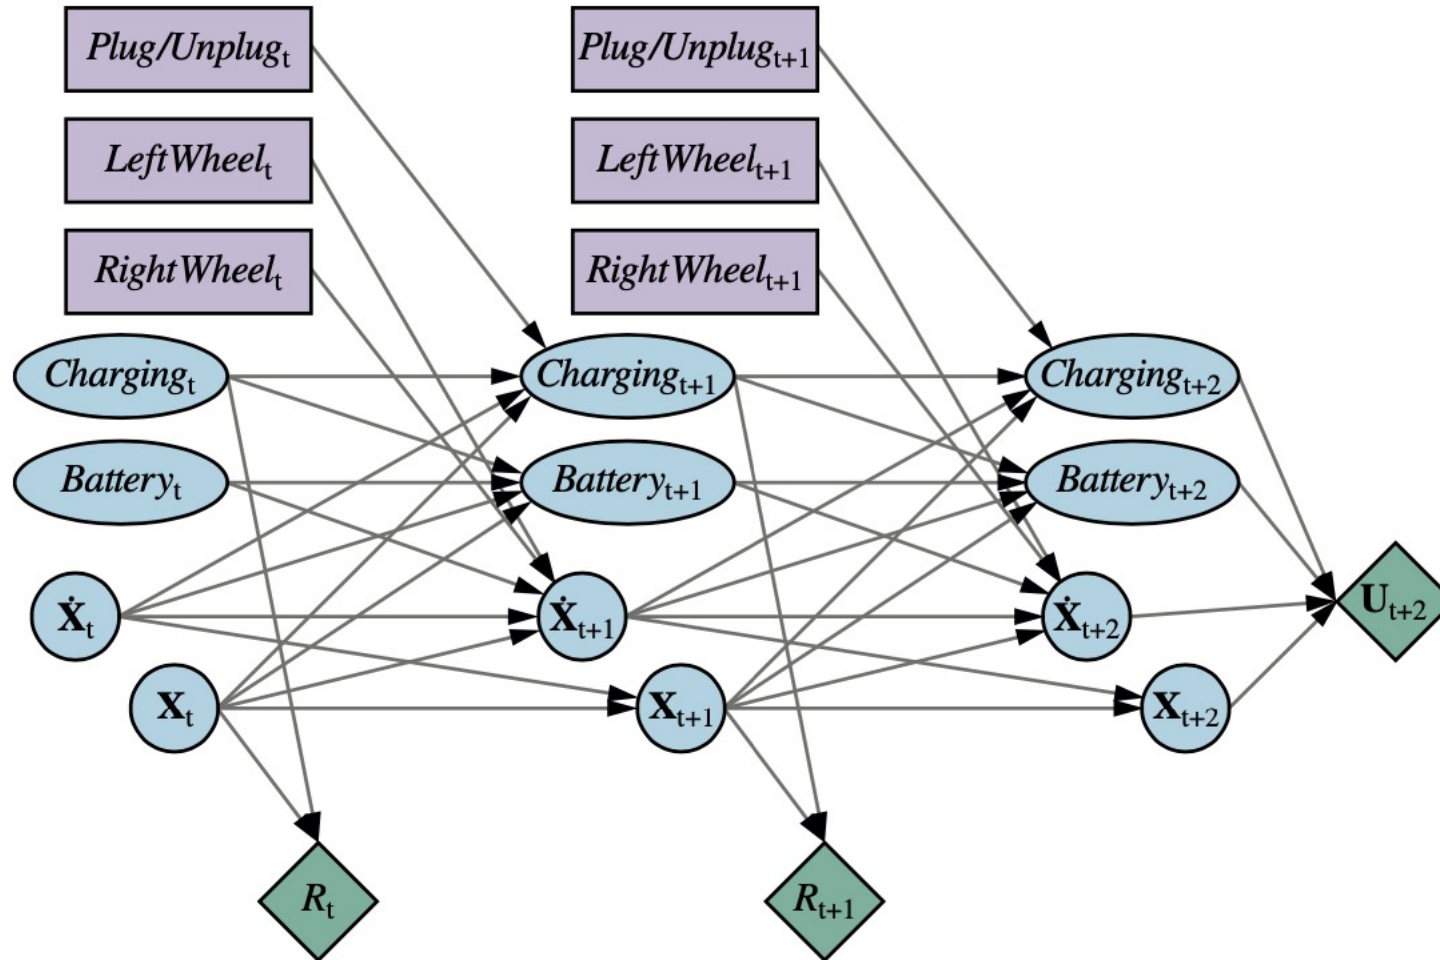 Plug/Unplugₜ
Plug/Unplugₜ₊₁
LeftWheelₜ
LeftWheelₜ₊₁
RightWheelₜ
RightWheelₜ₊₁
Chargingₜ
Chargingₜ₊₁
Chargingₜ₊₂
Batteryₜ
Batteryₜ₊₁
Batteryₜ₊₂
Ẋₜ
Ẋₜ₊₁
Ẋₜ₊₂
Uₜ₊₂
Xₜ
Xₜ₊₁
Xₜ₊₂
Rₜ
Rₜ₊₁